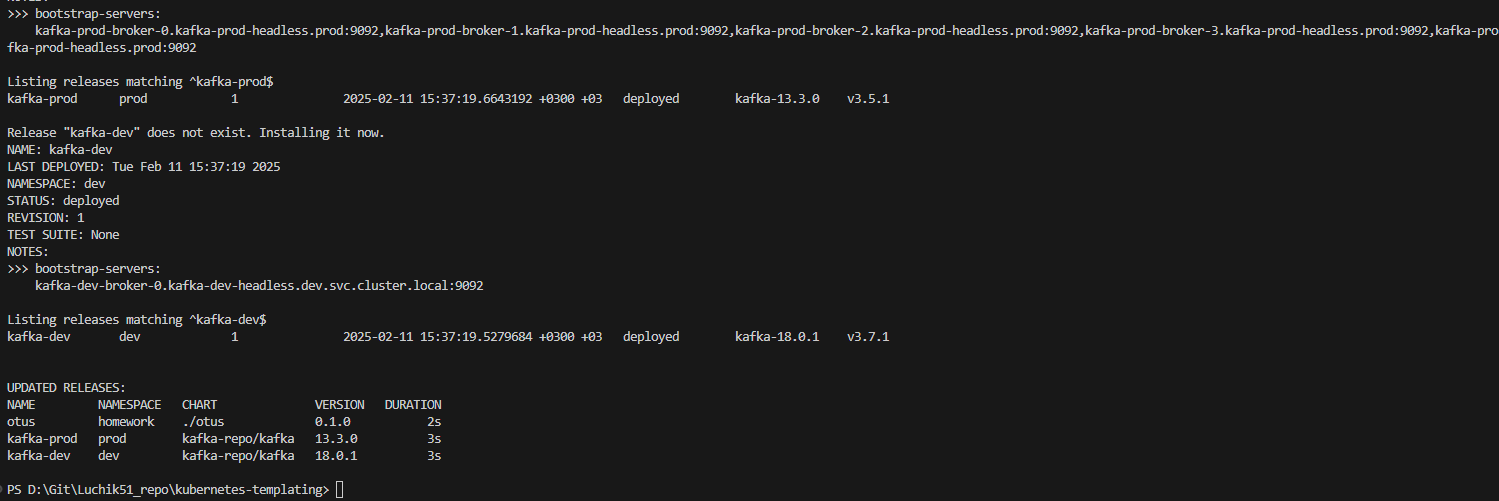 >>> bootstrap-servers:
kafka-prod-broker-0.kafka-prod-headless.prod:9092,kafka-prod-broker-1.kafka-prod-headless.prod:9092,kafka-prod-broker-2.kafka-prod-headless.prod:9092,kafka-prod-broker-3.kafka-prod-headless.prod:9092,kafka-pro
fka-prod-headless.prod:9092
Listing releases matching ^kafka-prod$
kafka-prod prod 1 2025-02-11 15:37:19.6643192 +0300 +03 deployed kafka-13.3.0 v3.5.1
Release "kafka-dev" does not exist. Installing it now.
NAME: kafka-dev
LAST DEPLOYED: Tue Feb 11 15:37:19 2025
NAMESPACE: dev
STATUS: deployed
REVISION: 1
TEST SUITE: None
NOTES:
>>> bootstrap-servers:
kafka-dev-broker-0.kafka-dev-headless.dev.svc.cluster.local:9092
Listing releases matching ^kafka-dev$
kafka-dev dev 1 2025-02-11 15:37:19.5279684 +0300 +03 deployed kafka-18.0.1 v3.7.1
UPDATED RELEASES:
NAME NAMESPACE CHART VERSION DURATION
otus homework ./otus 0.1.0 2s
kafka-prod prod kafka-repo/kafka 13.3.0 3s
kafka-dev dev kafka-repo/kafka 18.0.1 3s
PS D:\Git\Luchik51_repo\kubernetes-templating>